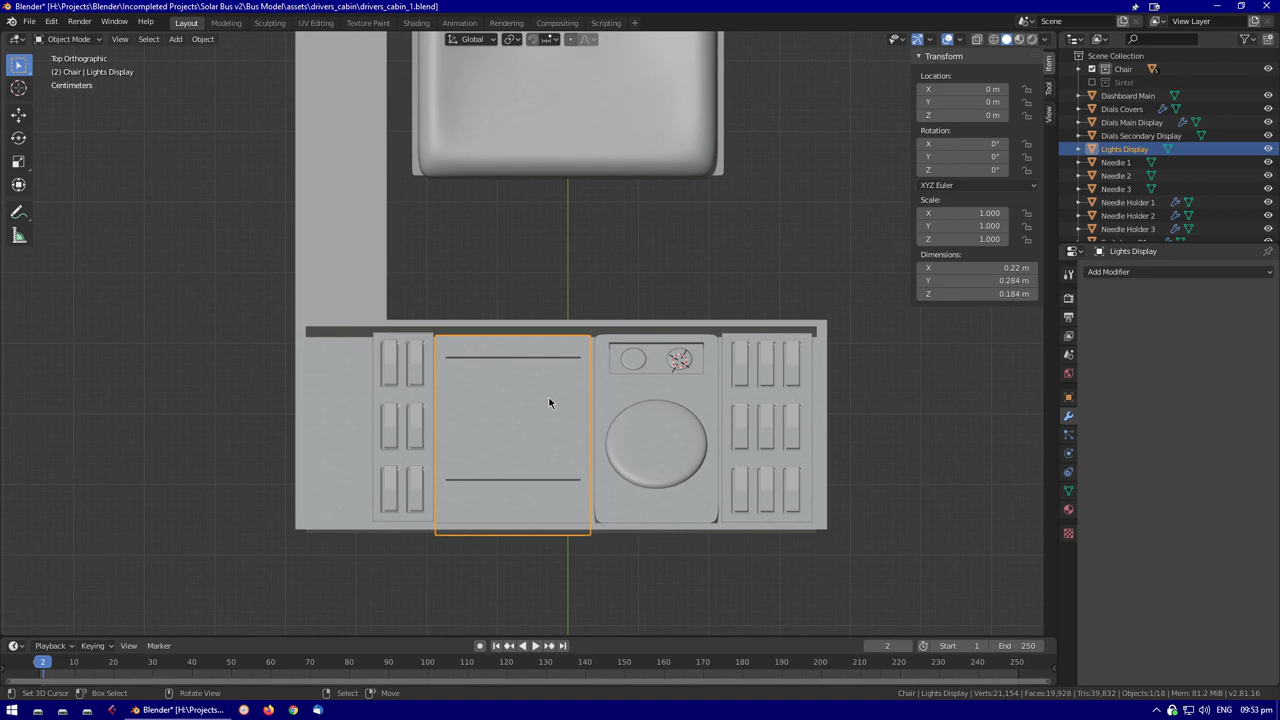 Blender* [H:\Projects\Blender\Incompleted Projects\Solar Bus v2\Bus Model\assets\drivers_cabin\drivers_cabin_1.blend]
File Edit Render Window Help Layout Modeling Sculpting UV Editing Texture Paint Shading Animation Rendering Compositing Scripting Scene View Layer
Object Mode View Select Add Object Global
Top Orthographic
(2) Chair | Lights Display
Centimeters
Transform
Location:
X 0 m
Y 0 m
Z 0 m
Rotation:
X 0°
Y 0°
Z 0°
XYZ Euler
Scale:
X 1.000
Y 1.000
Z 1.000
Dimensions:
X 0.22 m
Y 0.284 m
Z 0.184 m
Item
Tool
View
Scene Collection
Chair
Sintel
Dashboard Main
Dials Covers
Dials Main Display
Dials Secondary Display
Lights Display
Needle 1
Needle 2
Needle 3
Needle Holder 1
Needle Holder 2
Needle Holder 3
Lights Display
Add Modifier
Playback Keying View Marker 2 Start 1 End 250
2 10 20 30 40 50 60 70 80 90 100 110 120 130 140 150 160 170 180 190 200 210 220 230 240 250
Set 3D Cursor Box Select Rotate View Select Move Chair | Lights Display | Verts:21,154 | Faces:19,928 | Tris:39,832 | Objects:1/18 | Mem: 81.2 MiB | v2.81.16
Blender* [H:\Projects... ENG 09:53 pm